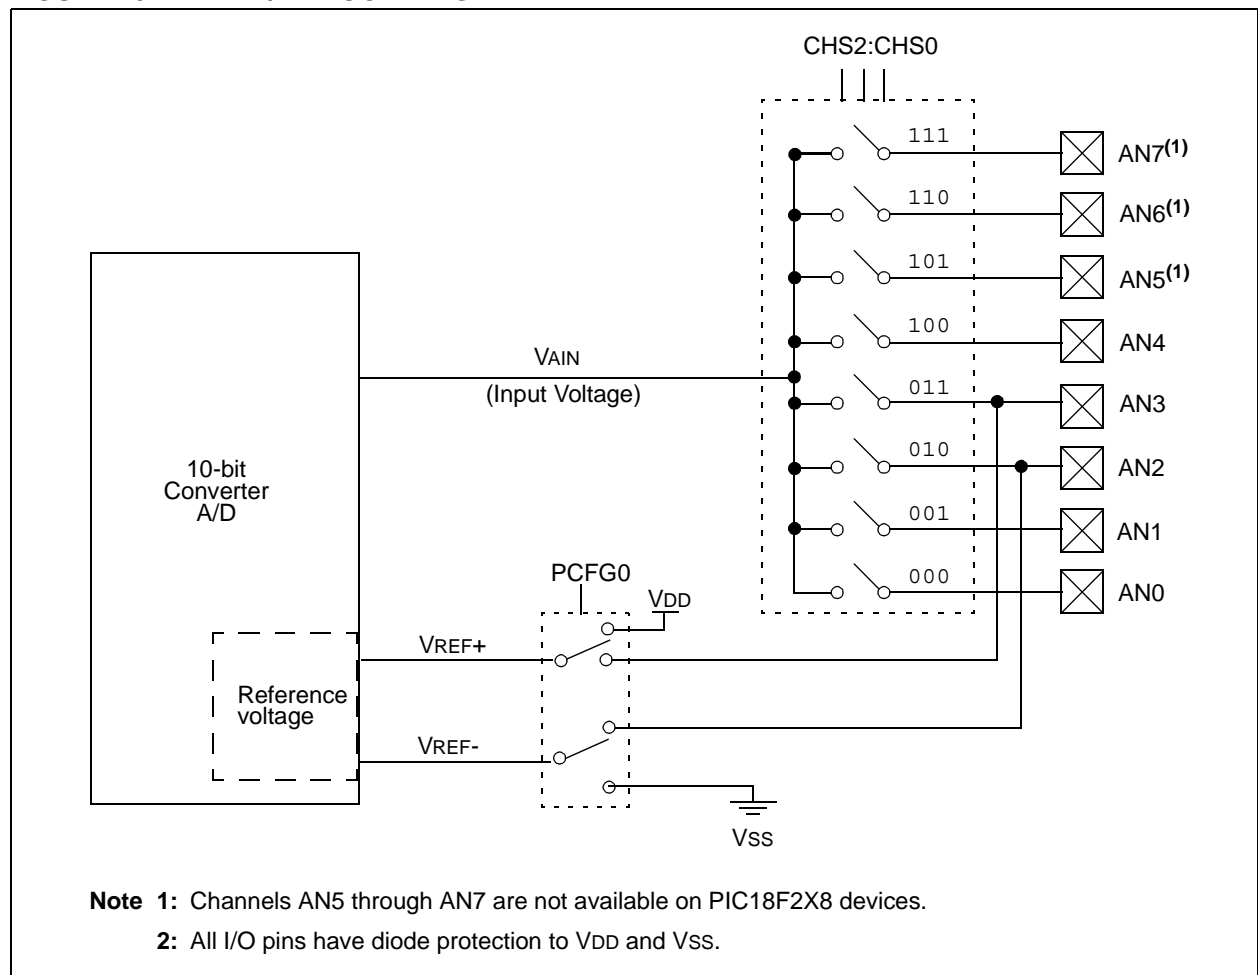 CHS2:CHS0
111
AN7(1)
110
AN6(1)
101
AN5(1)
100
AN4
VAIN
(Input Voltage)
011
AN3
010
AN2
10-bit
Converter
A/D
001
AN1
PCFG0
000
AN0
VDD
VREF+
Reference
voltage
VREF-
VSS
Note 1: Channels AN5 through AN7 are not available on PIC18F2X8 devices.
2: All I/O pins have diode protection to VDD and VSS.